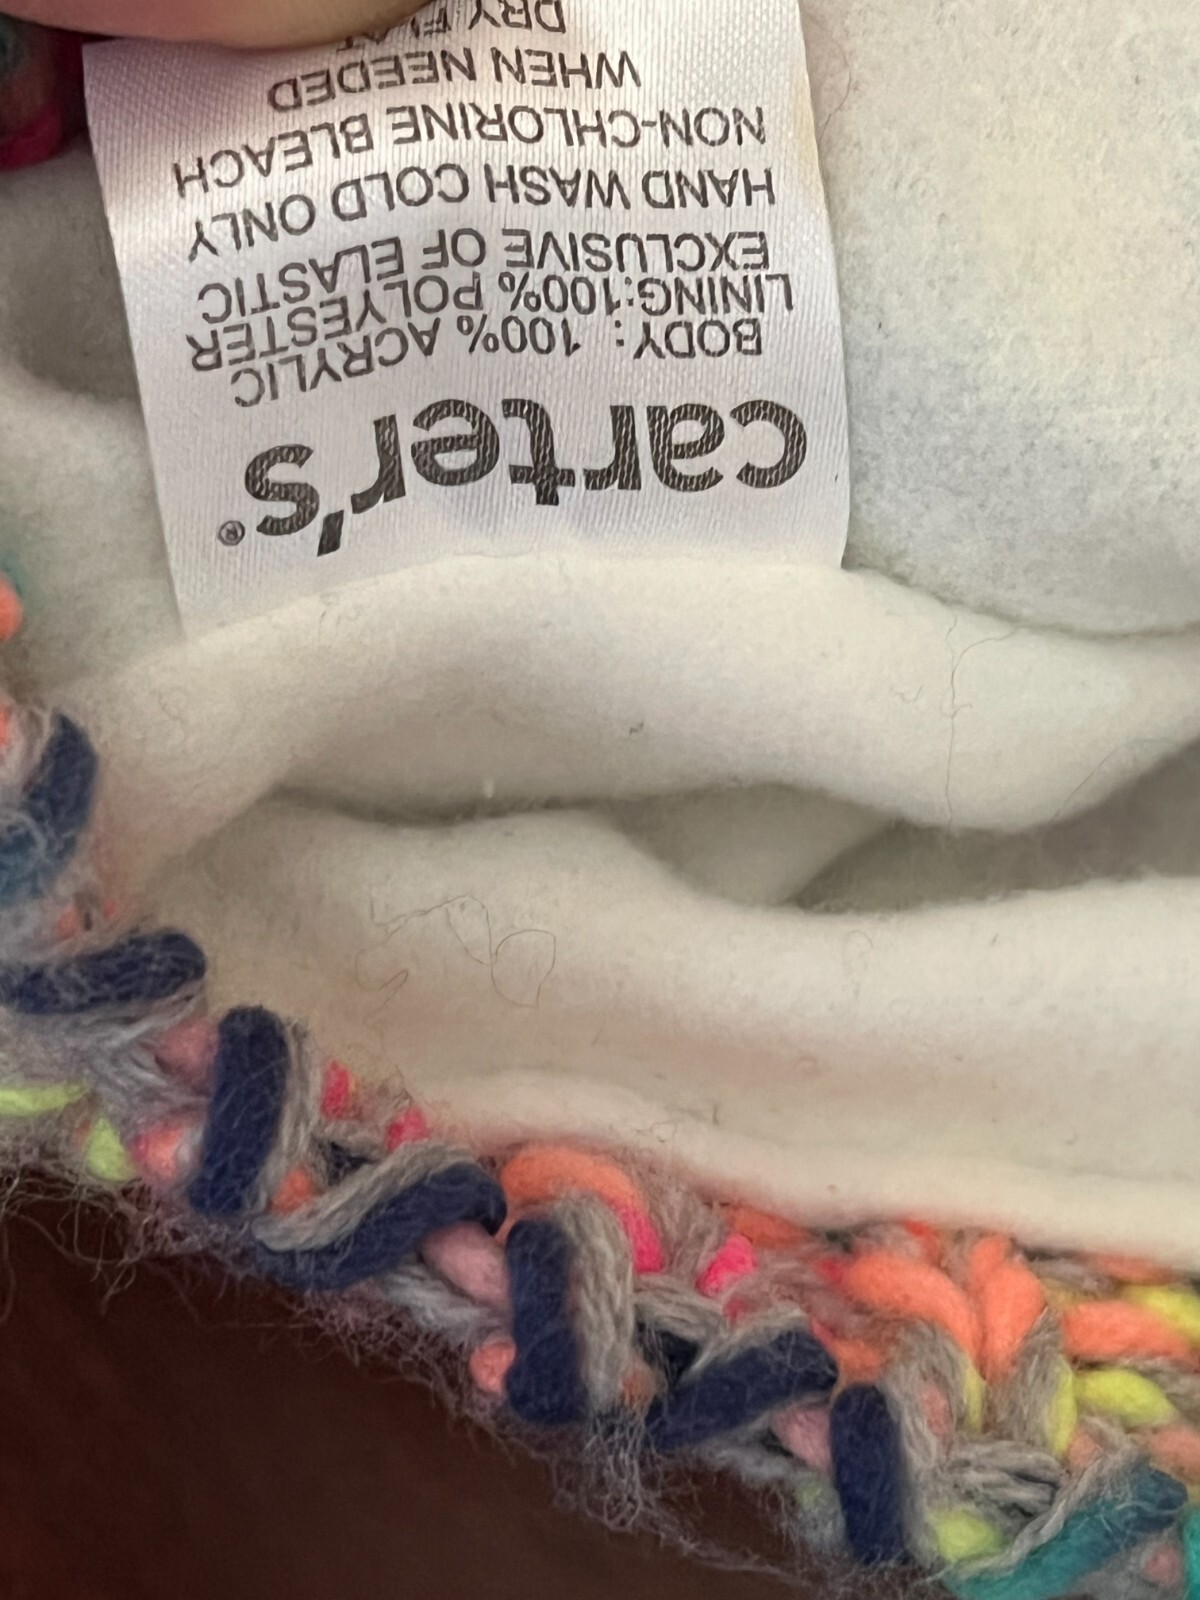 carter's®
BODY: 100% ACRYLIC
LINING:100% POLYESTER
EXCLUSIVE OF ELASTIC
HAND WASH COLD ONLY
NON-CHLORINE BLEACH
WHEN NEEDED
DRY FLAT